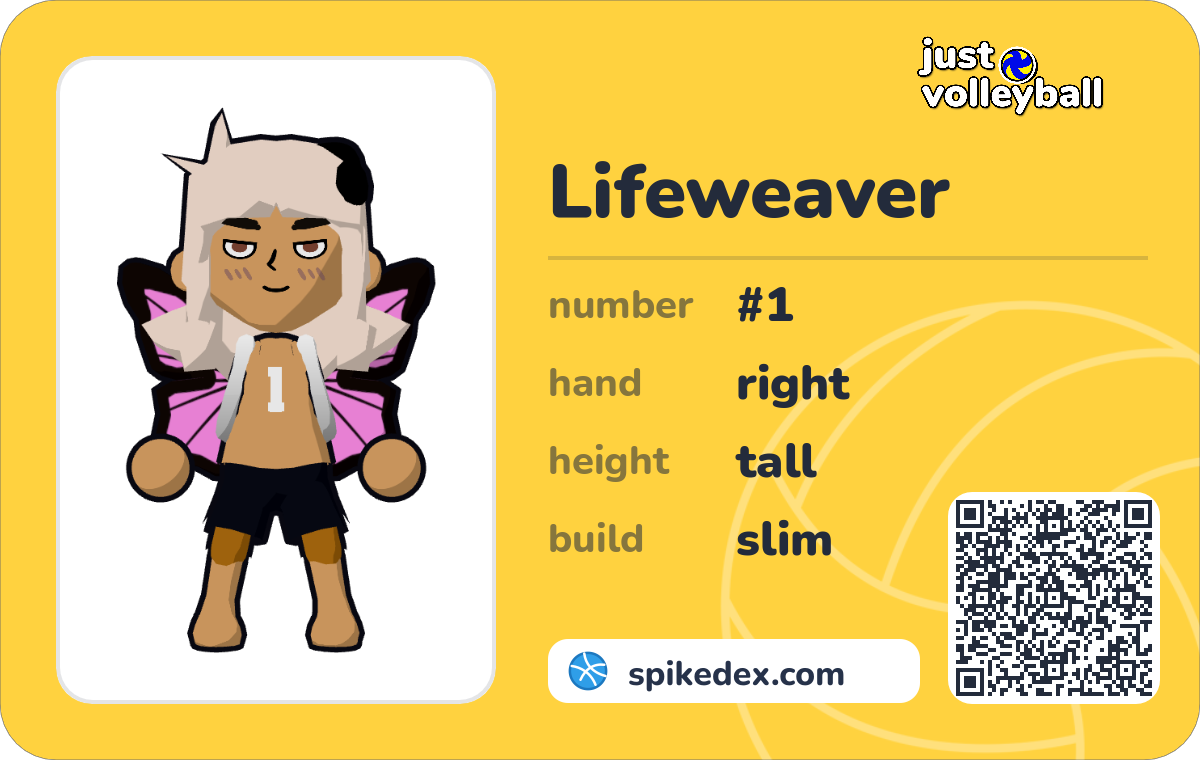 just
volleyball
Lifeweaver
number #1
hand right
height tall
build slim
1
spikedex.com